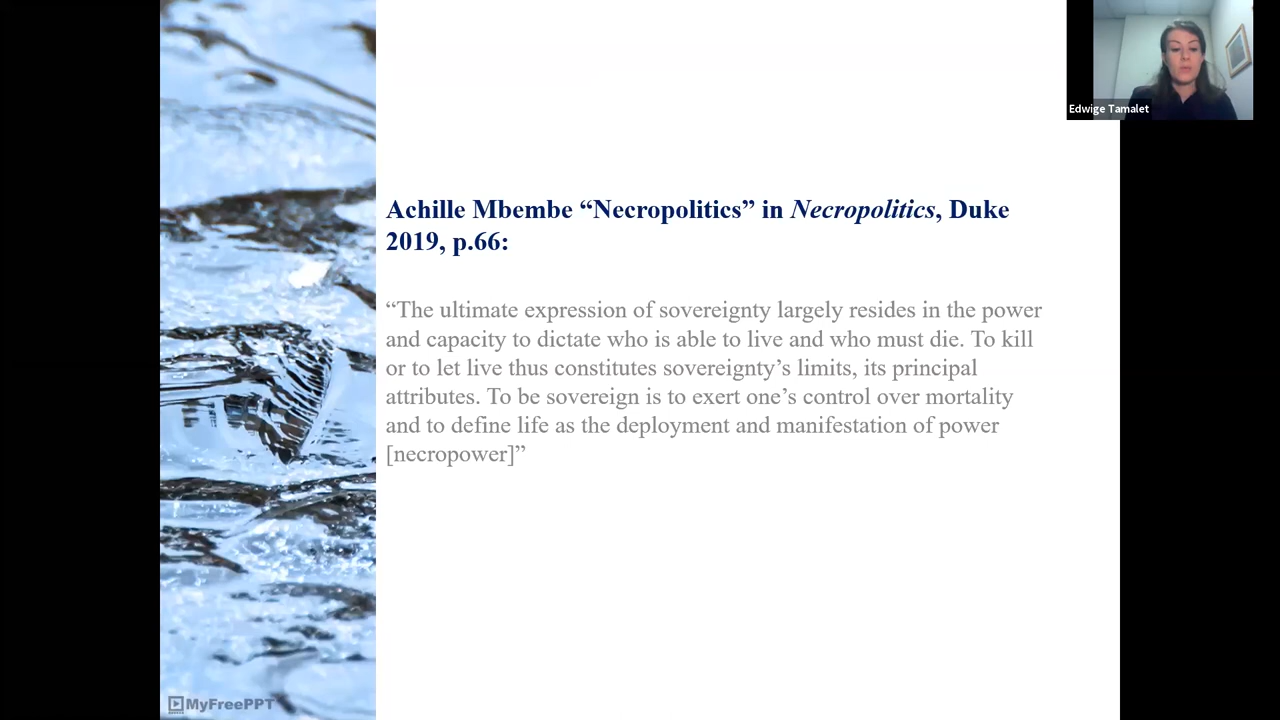 Edwige Tamalet
Achille Mbembe “Necropolitics” in Necropolitics, Duke
2019, p.66:
“The ultimate expression of sovereignty largely resides in the power
and capacity to dictate who is able to live and who must die. To kill
or to let live thus constitutes sovereignty’s limits, its principal
attributes. To be sovereign is to exert one’s control over mortality
and to define life as the deployment and manifestation of power
[necropower]”
MyFreePPT